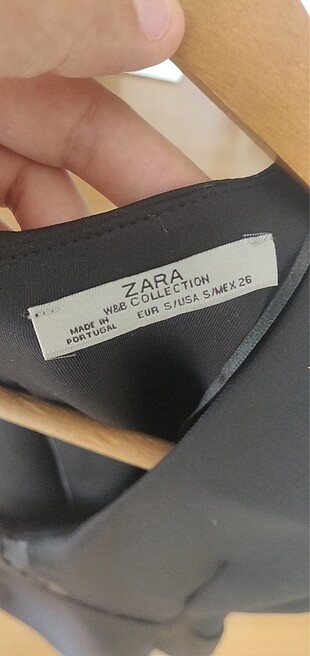 ZARA
W&B COLLECTION
MADE IN
PORTUGAL
EUR S/USA S/MEX 26